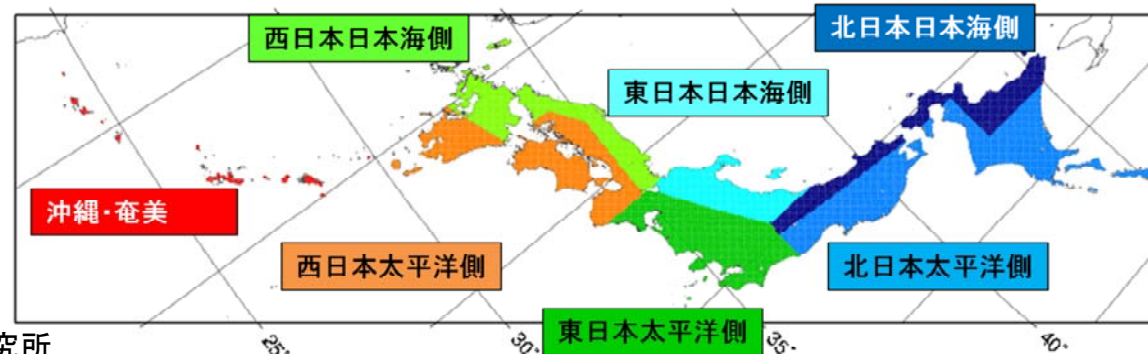 西日本日本海側
北日本日本海側
東日本日本海側
沖縄・奄美
西日本太平洋側
北日本太平洋側
東日本太平洋側
究所
25°
30°
35°
40°